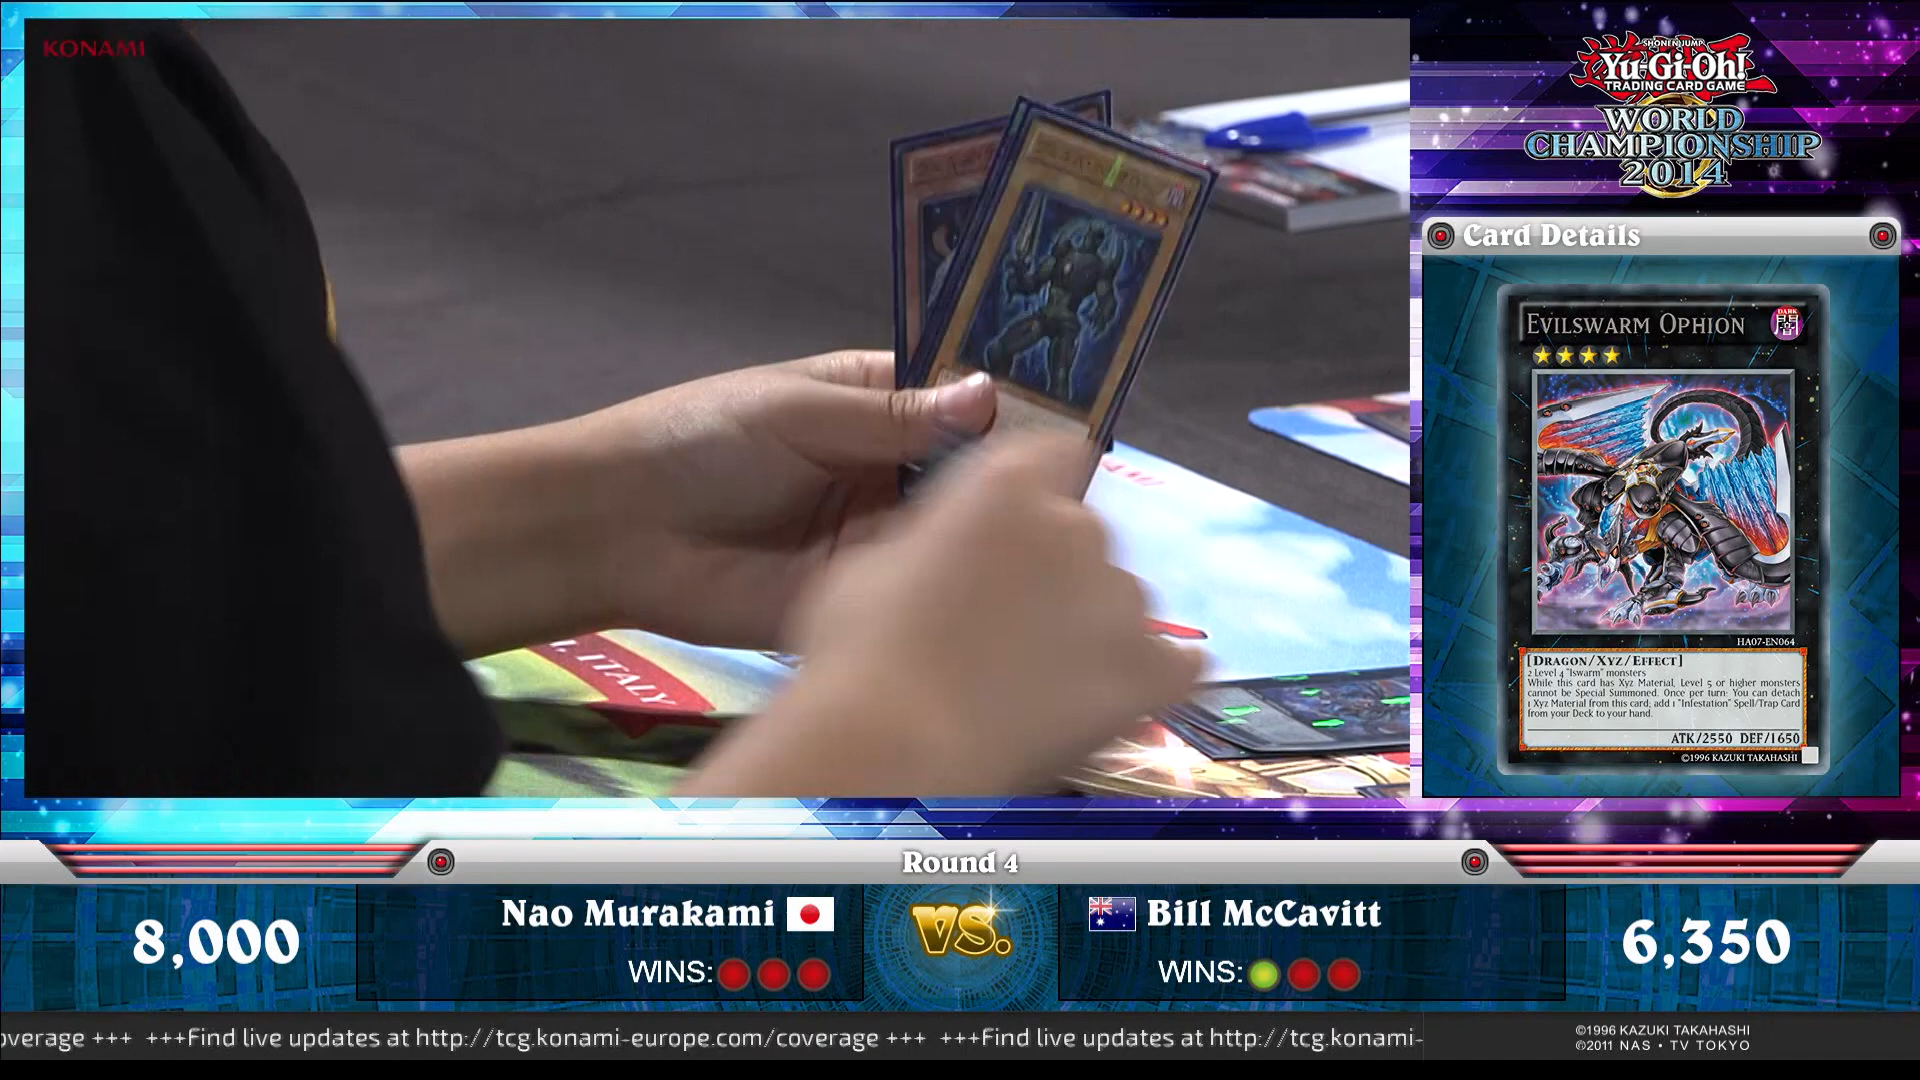 KONAMI
SHONEN JUMP
Yu-Gi-Oh!
TRADING CARD GAME
WORLD
CHAMPIONSHIP
2014
Card Details
EVILSWARM OPHION
DARK
闇
HA07-EN064
[DRAGON/XYZ/EFFECT]
2 Level 4 "lswarm" monsters
While this card has Xyz Material, Level 5 or higher monsters
cannot be Special Summoned. Once per turn: You can detach
1 Xyz Material from this card; add 1 "Infestation" Spell/Trap Card
from your Deck to your hand.
ATK/2550 DEF/1650
©1996 KAZUKI TAKAHASHI
ITALY
Round 4
8,000
Nao Murakami
WINS:
VS.
Bill McCavitt
WINS:
6,350
overage +++ +++Find live updates at http://tcg.konami-europe.com/coverage +++ +++Find live updates at http://tcg.konami-
©1996 KAZUKI TAKAHASHI
©2011 NAS • TV TOKYO